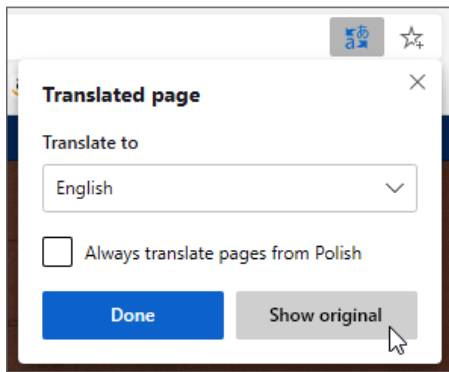 Translated page
Translate to
English
Always translate pages from Polish
Done
Show original